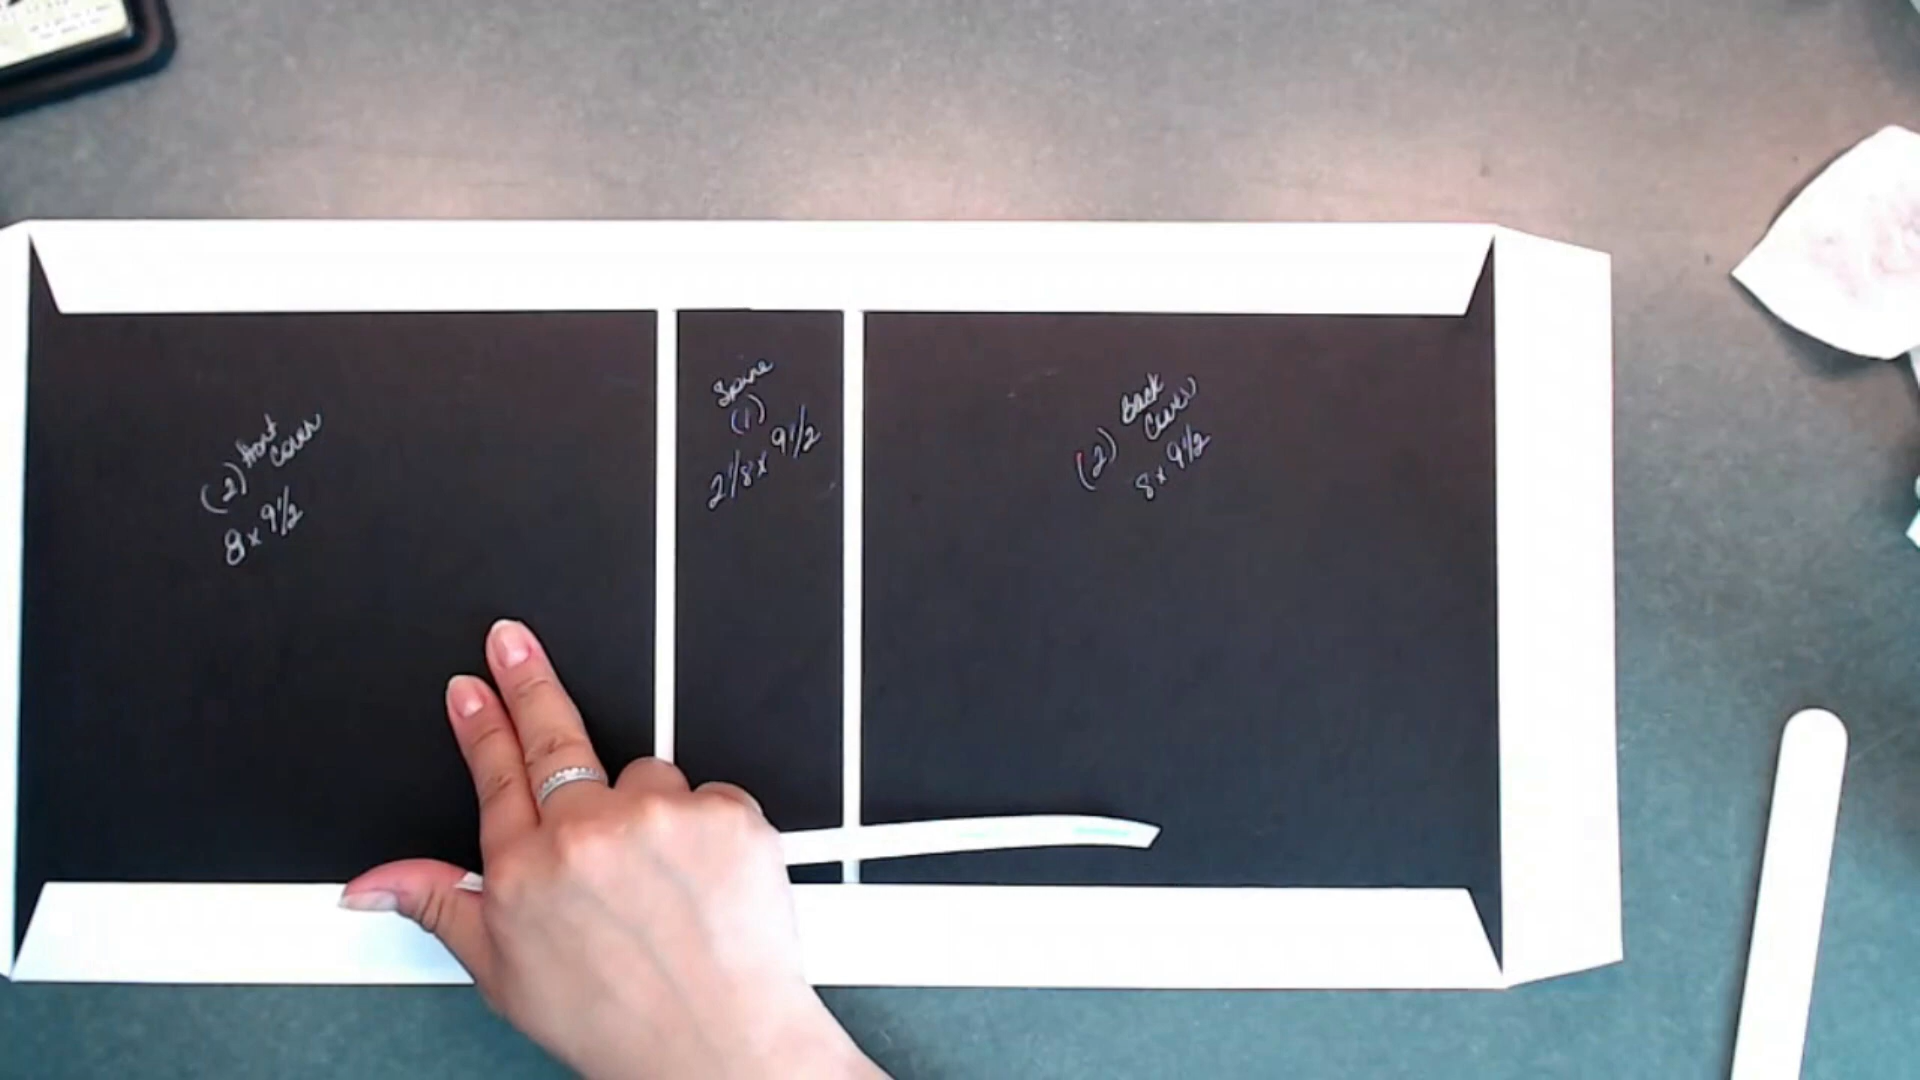 (2) Front
Cover
8 x 9 1/2
Spine
(1)
2 1/8 x 9 1/2
(2) Back
Cover
8 x 9 1/2